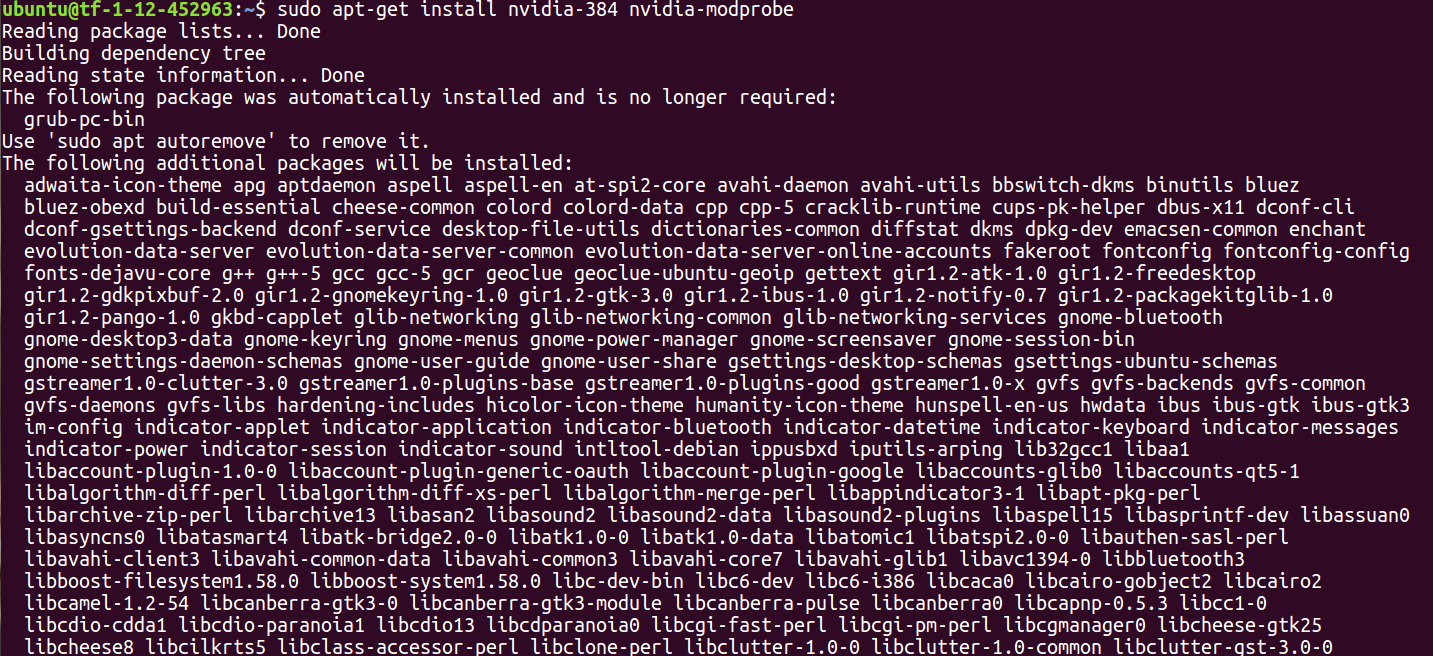 ubuntu@tf-1-12-452963:~$ sudo apt-get install nvidia-384 nvidia-modprobe
Reading package lists... Done
Building dependency tree
Reading state information... Done
The following package was automatically installed and is no longer required:
  grub-pc-bin
Use 'sudo apt autoremove' to remove it.
The following additional packages will be installed:
  adwaita-icon-theme apg aptdaemon aspell aspell-en at-spi2-core avahi-daemon avahi-utils bbswitch-dkms binutils bluez
  bluez-obexd build-essential cheese-common colord colord-data cpp cpp-5 cracklib-runtime cups-pk-helper dbus-x11 dconf-cli
  dconf-gsettings-backend dconf-service desktop-file-utils dictionaries-common diffstat dkms dpkg-dev emacsen-common enchant
  evolution-data-server evolution-data-server-common evolution-data-server-online-accounts fakeroot fontconfig fontconfig-config
  fonts-dejavu-core g++ g++-5 gcc gcc-5 gcr geoclue geoclue-ubuntu-geoip gettext gir1.2-atk-1.0 gir1.2-freedesktop
  gir1.2-gdkpixbuf-2.0 gir1.2-gnomekeyring-1.0 gir1.2-gtk-3.0 gir1.2-ibus-1.0 gir1.2-notify-0.7 gir1.2-packagekitglib-1.0
  gir1.2-pango-1.0 gkbd-capplet glib-networking glib-networking-common glib-networking-services gnome-bluetooth
  gnome-desktop3-data gnome-keyring gnome-menus gnome-power-manager gnome-screensaver gnome-session-bin
  gnome-settings-daemon-schemas gnome-user-guide gnome-user-share gsettings-desktop-schemas gsettings-ubuntu-schemas
  gstreamer1.0-clutter-3.0 gstreamer1.0-plugins-base gstreamer1.0-plugins-good gstreamer1.0-x gvfs gvfs-backends gvfs-common
  gvfs-daemons gvfs-libs hardening-includes hicolor-icon-theme humanity-icon-theme hunspell-en-us hwdata ibus ibus-gtk ibus-gtk3
  im-config indicator-applet indicator-application indicator-bluetooth indicator-datetime indicator-keyboard indicator-messages
  indicator-power indicator-session indicator-sound intltool-debian ippusbxd iputils-arping lib32gcc1 libaa1
  libaccount-plugin-1.0-0 libaccount-plugin-generic-oauth libaccount-plugin-google libaccounts-glib0 libaccounts-qt5-1
  libalgorithm-diff-perl libalgorithm-diff-xs-perl libalgorithm-merge-perl libappindicator3-1 libapt-pkg-perl
  libarchive-zip-perl libarchive13 libasan2 libasound2 libasound2-data libasound2-plugins libaspell15 libasprintf-dev libassuan0
  libasyncns0 libatasmart4 libatk-bridge2.0-0 libatk1.0-0 libatk1.0-data libatomic1 libatspi2.0-0 libauthen-sasl-perl
  libavahi-client3 libavahi-common-data libavahi-common3 libavahi-core7 libavahi-glib1 libavc1394-0 libbluetooth3
  libboost-filesystem1.58.0 libboost-system1.58.0 libc-dev-bin libc6-dev libc6-i386 libcaca0 libcairo-gobject2 libcairo2
  libcamel-1.2-54 libcanberra-gtk3-0 libcanberra-gtk3-module libcanberra-pulse libcanberra0 libcapnp-0.5.3 libcc1-0
  libcdio-cdda1 libcdio-paranoia1 libcdio13 libcdparanoia0 libcgi-fast-perl libcgi-pm-perl libcgmanager0 libcheese-gtk25
  libcheese8 libcilkrts5 libclass-accessor-perl libclone-perl libclutter-1.0-0 libclutter-1.0-common libclutter-gst-3.0-0